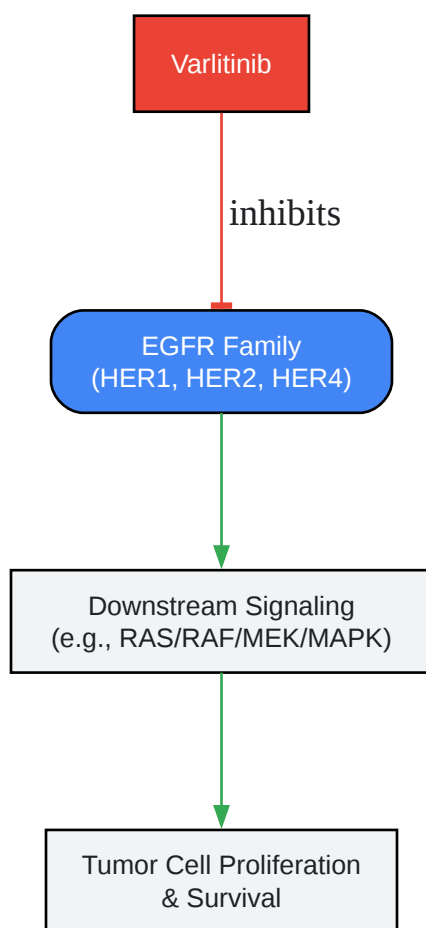 Varlitinib
inhibits
EGFR Family
(HER1, HER2, HER4)
Downstream Signaling
(e.g., RAS/RAF/MEK/MAPK)
Tumor Cell Proliferation
& Survival